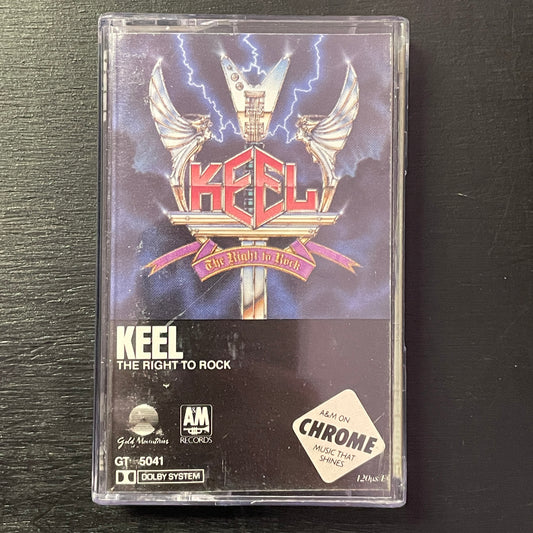 KEEL
The Right to Rock
KEEL
THE RIGHT TO ROCK
Gold Mountain
A&M
RECORDS
GT 5041
DOLBY SYSTEM
A&M ON
CHROME
MUSIC THAT
SHINES
120μs